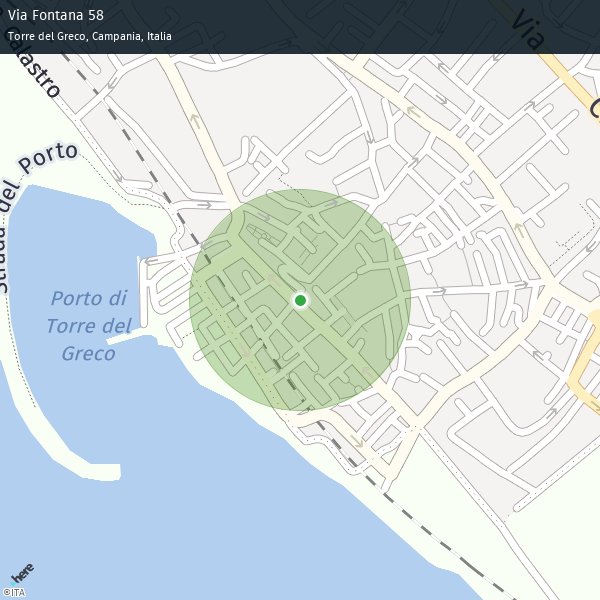 Via Fontana 58
Torre del Greco, Campania, Italia
Via
C
Strada del Porto
Porto di
Torre del
Greco
here
©ITA